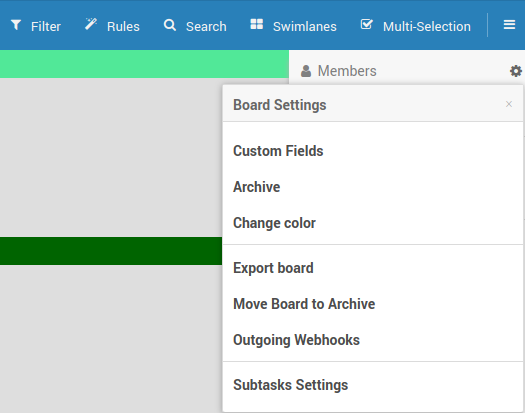 Filter Rules Search Swimlanes Multi-Selection
Members
Board Settings ×
Custom Fields
Archive
Change color
Export board
Move Board to Archive
Outgoing Webhooks
Subtasks Settings